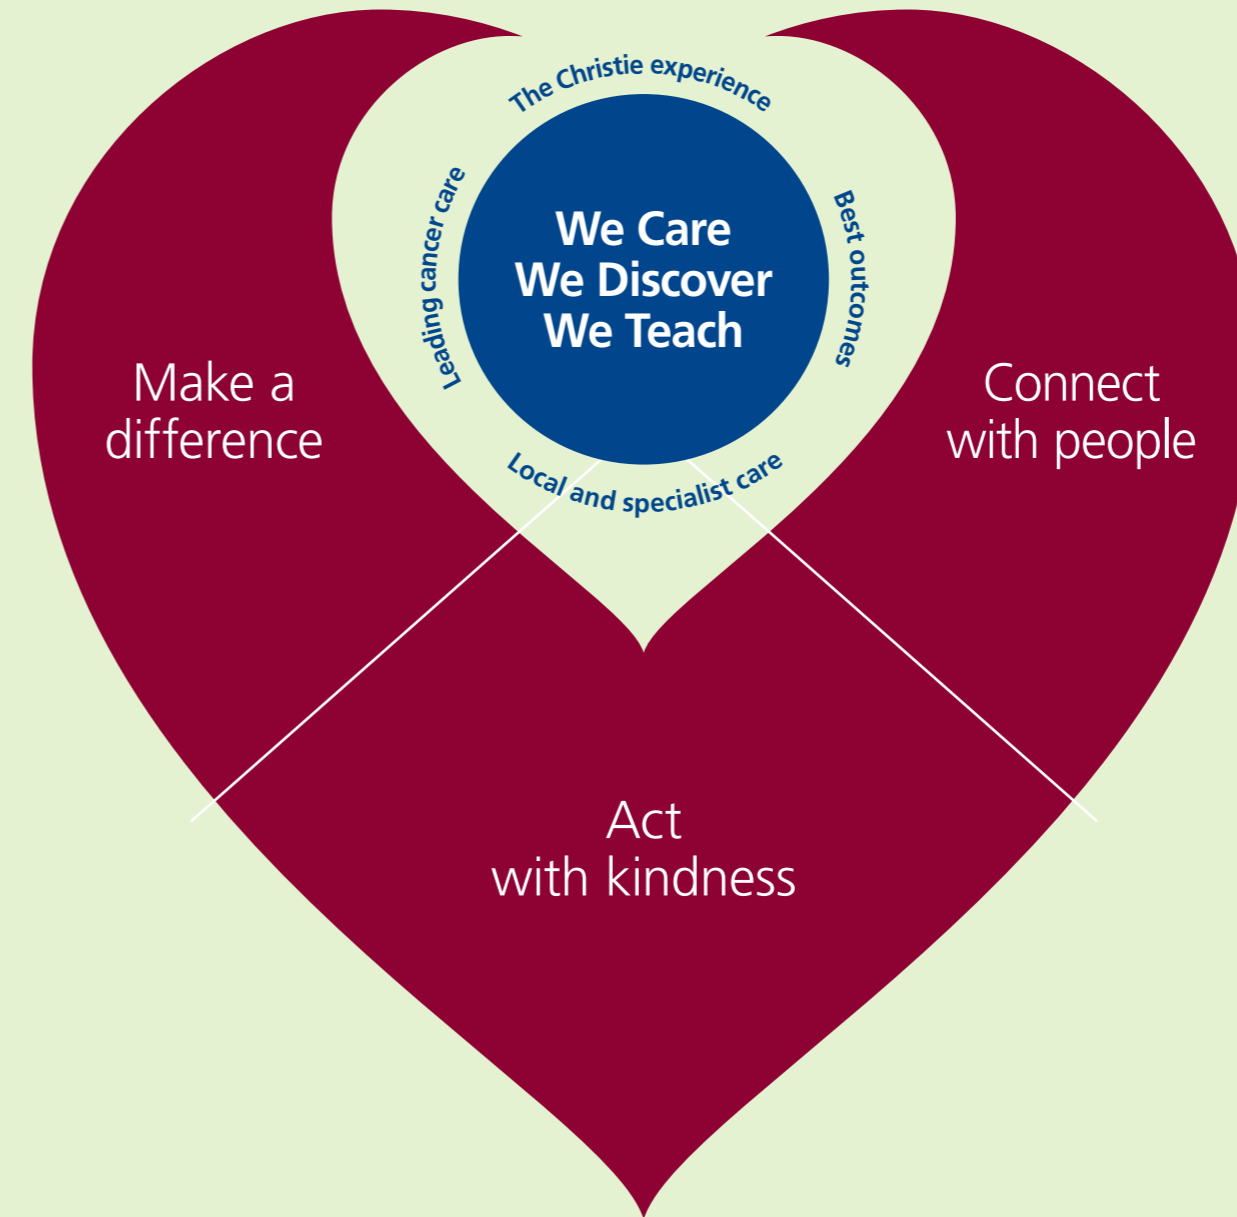 The Christie experience
Leading cancer care
Best outcomes
We Care
We Discover
We Teach
Local and specialist care
Make a
difference
Connect
with people
Act
with kindness